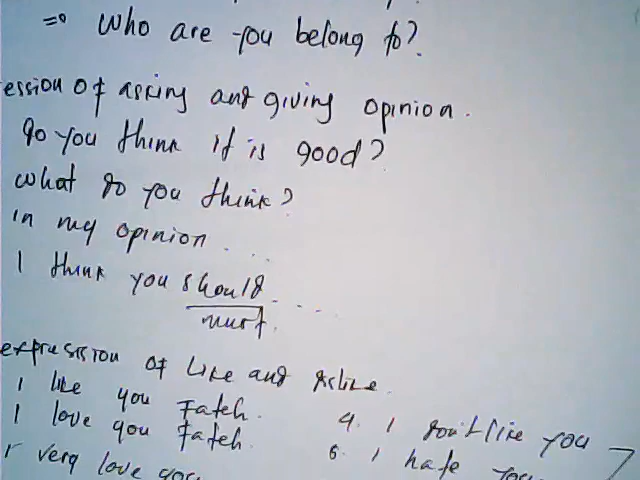 => Who are you belong to?
ession of asking and giving opinion.
do you think it is good?
What do you think?
in my opinion ....
I think you should ....
must.
expression of like and dislike.
I like you Fateh.
I love you Fateh.
4. I don't like you
very love you
6. I hate you